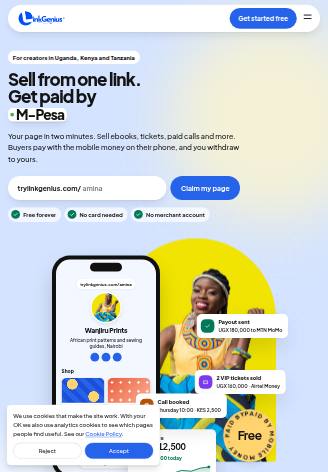 LinkGenius
Get started free
For creators in Uganda, Kenya and Tanzania
Sell from one link.
Get paid by
M-Pesa
Your page in two minutes. Sell ebooks, tickets, paid calls and more.
Buyers pay with the mobile money on their phone, and you withdraw
to yours.
trylinkgenius.com/ amina
Claim my page
Free forever
No card needed
No merchant account
trylinkgenius.com/amina
Wanjiru Prints
African print patterns and sewing
guides, Nairobi
Shop
Payout sent
UGX 180,000 to MTN MoMo
2 VIP tickets sold
UGX 160,000 · Airtel Money
Call booked
Thursday 10:00 · KES 2,500
12,500
today
PAID BY PAID BY MOBILE
Free
We use cookies that make the site work. With your
OK we also use analytics cookies to see which pages
people find useful. See our Cookie Policy.
Reject
Accept